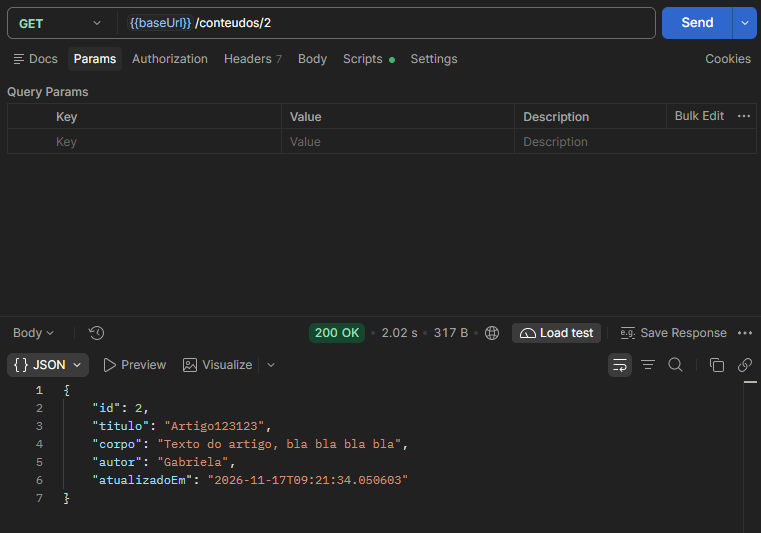 GET {{baseUrl}} /conteudos/2 Send
Docs Params Authorization Headers 7 Body Scripts Settings Cookies
Query Params
Key Value Description Bulk Edit
Key Value Description
Body 200 OK 2.02 s 317 B Load test e.g. Save Response
{} JSON Preview Visualize
1 {
2 "id": 2,
3 "titulo": "Artigo123123",
4 "corpo": "Texto do artigo, bla bla bla bla",
5 "autor": "Gabriela",
6 "atualizadoEm": "2026-11-17T09:21:34.050603"
7 }